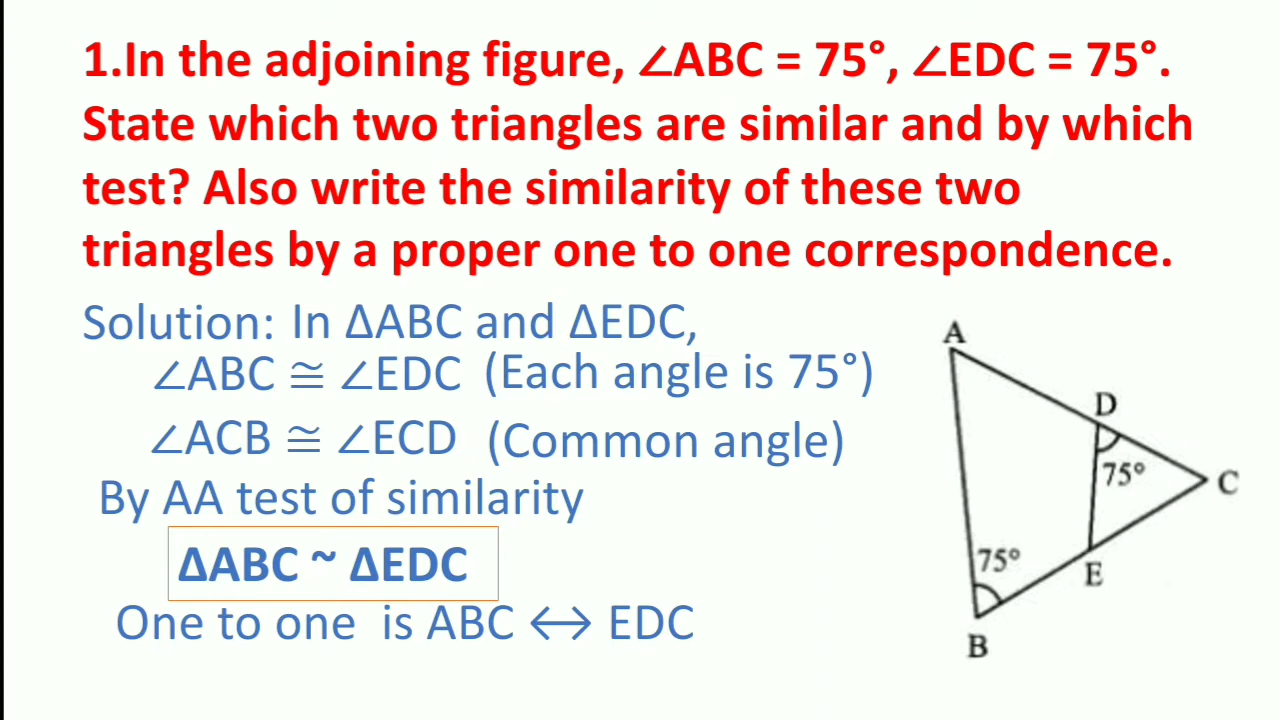 1.In the adjoining figure, ∠ABC = 75°, ∠EDC = 75°.
State which two triangles are similar and by which
test? Also write the similarity of these two
triangles by a proper one to one correspondence.
Solution: In ΔABC and ΔEDC,
∠ABC ≅ ∠EDC (Each angle is 75°)
∠ACB ≅ ∠ECD (Common angle)
By AA test of similarity
ΔABC ~ ΔEDC
One to one is ABC ↔ EDC
A
D
75°
C
75°
E
B